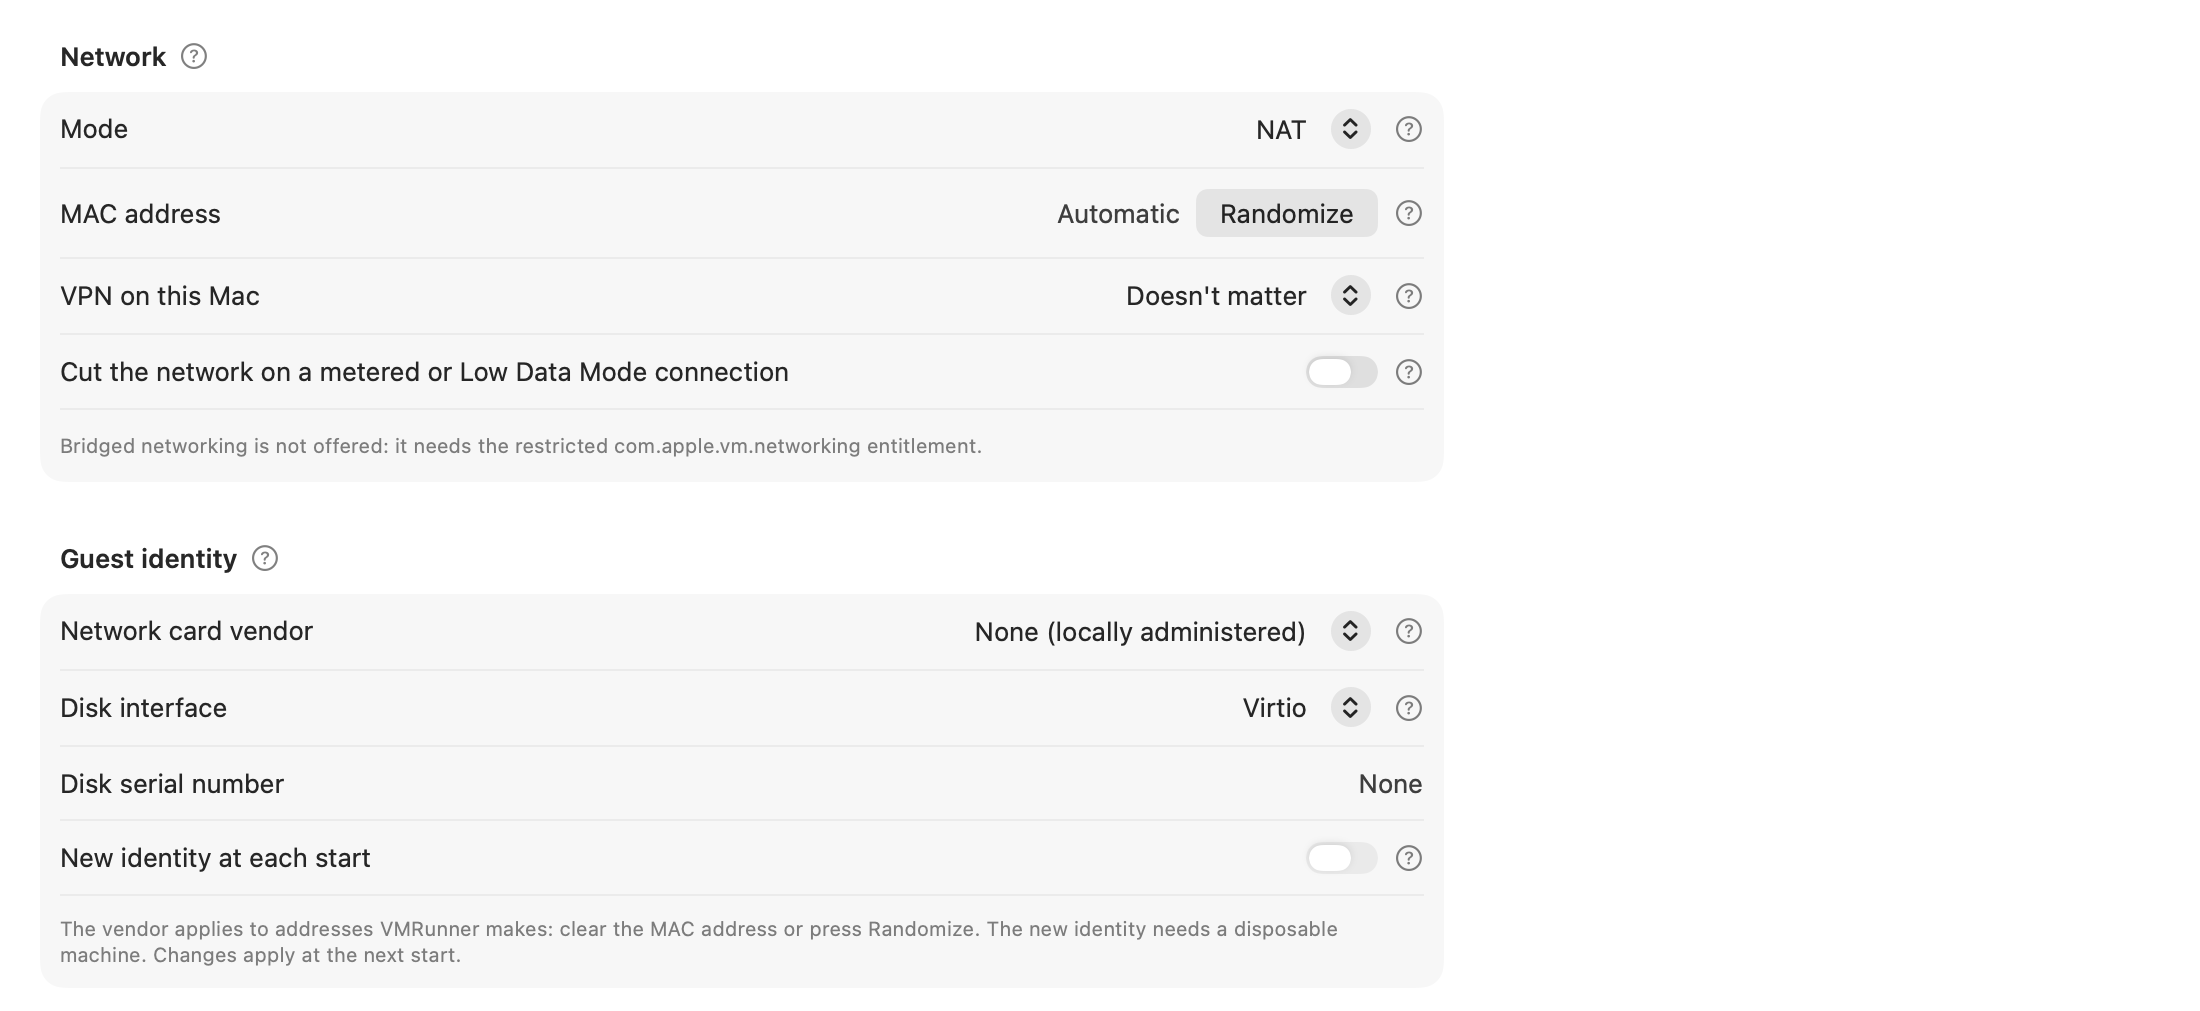 Network ?
Mode NAT ?
MAC address Automatic Randomize ?
VPN on this Mac Doesn't matter ?
Cut the network on a metered or Low Data Mode connection ?
Bridged networking is not offered: it needs the restricted com.apple.vm.networking entitlement.
Guest identity ?
Network card vendor None (locally administered) ?
Disk interface Virtio ?
Disk serial number None
New identity at each start ?
The vendor applies to addresses VMRunner makes: clear the MAC address or press Randomize. The new identity needs a disposable
machine. Changes apply at the next start.